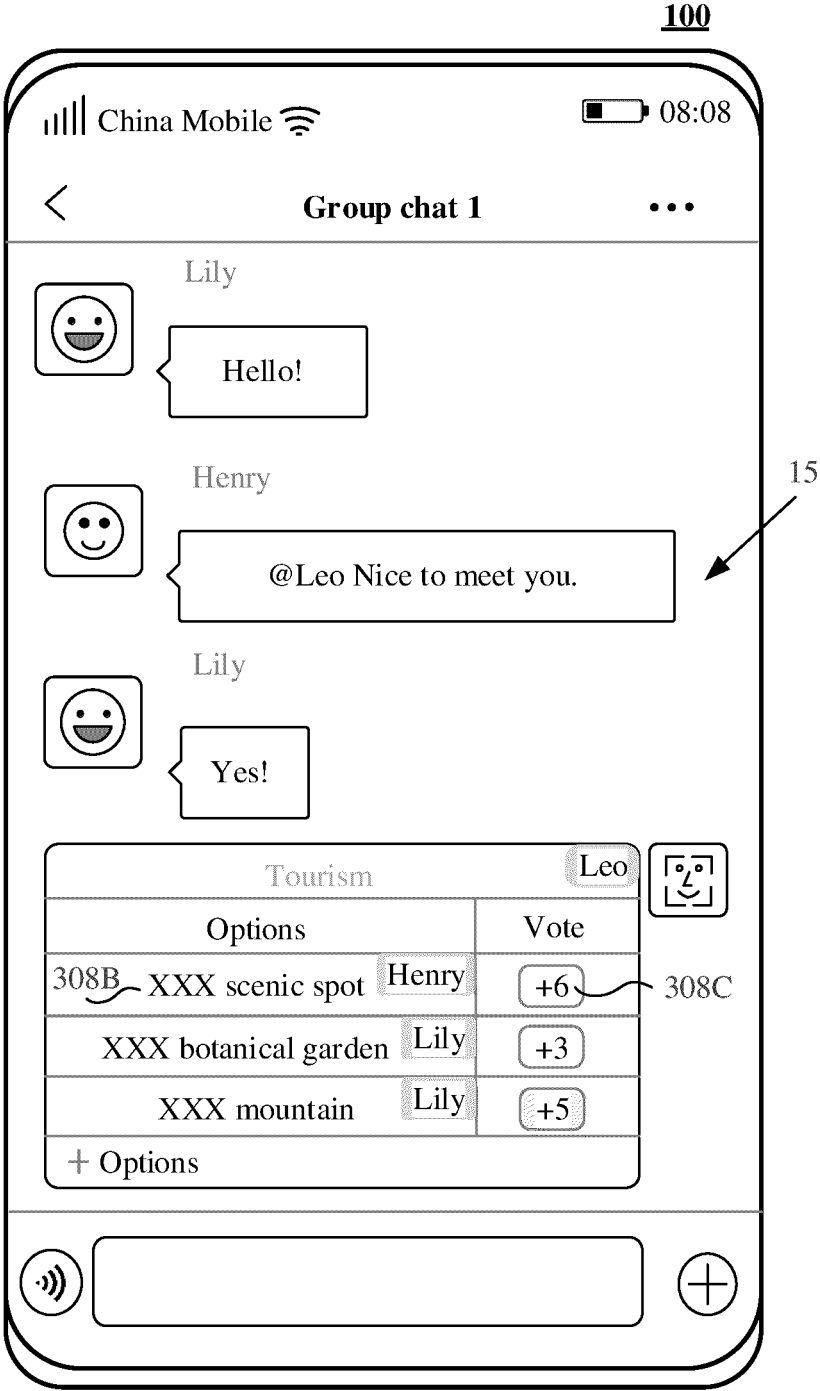 100
China Mobile 08:08
Group chat 1
Lily
Hello!
Henry
15
@Leo Nice to meet you.
Lily
Yes!
Tourism Leo
Options Vote
308B XXX scenic spot Henry +6 308C
XXX botanical garden Lily +3
XXX mountain Lily +5
+ Options